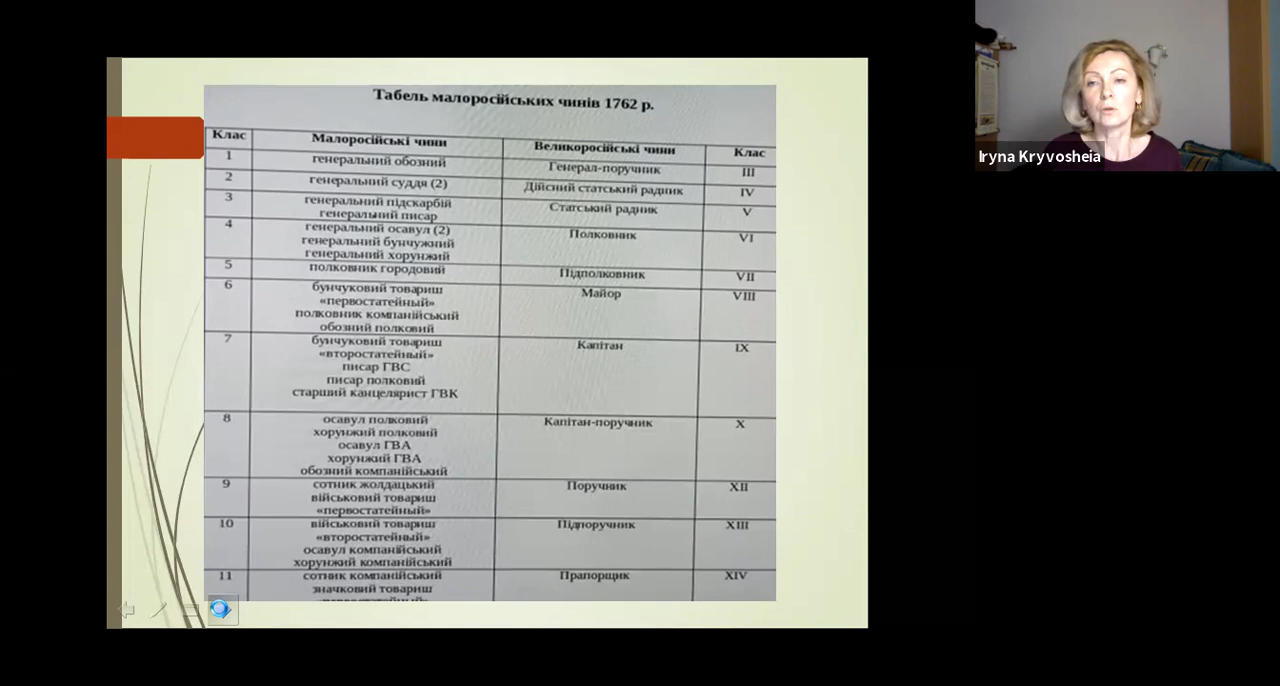 Табель малоросійських чинів 1762 р.
Клас Малоросійські чини Великоросійські чини Клас
1 генеральний обозний Генерал-поручник III
2 генеральний суддя (2) Дійсний статський радник IV
3 генеральний підскарбій Статський радник V
генеральний писар
4 генеральний осавул (2) Полковник VI
генеральний бунчужний
генеральний хорунжий
5 полковник городовий Підполковник VII
6 бунчуковий товариш Майор VIII
«первостатейный»
полковник компанійський
обозний полковий
7 бунчуковий товариш Капітан IX
«второстатейный»
писар ГВС
писар полковий
старший канцелярист ГВК
8 осавул полковий Капітан-поручник X
хорунжий полковий
осавул ГВА
хорунжий ГВА
обозний компанійський
9 сотник жолдацький Поручник XII
військовий товариш
«первостатейный»
10 військовий товариш Підпоручник XIII
«второстатейный»
осавул компанійський
хорунжий компанійський
11 сотник компанійський Прапорщик XIV
значковий товариш
Iryna Kryvosheia